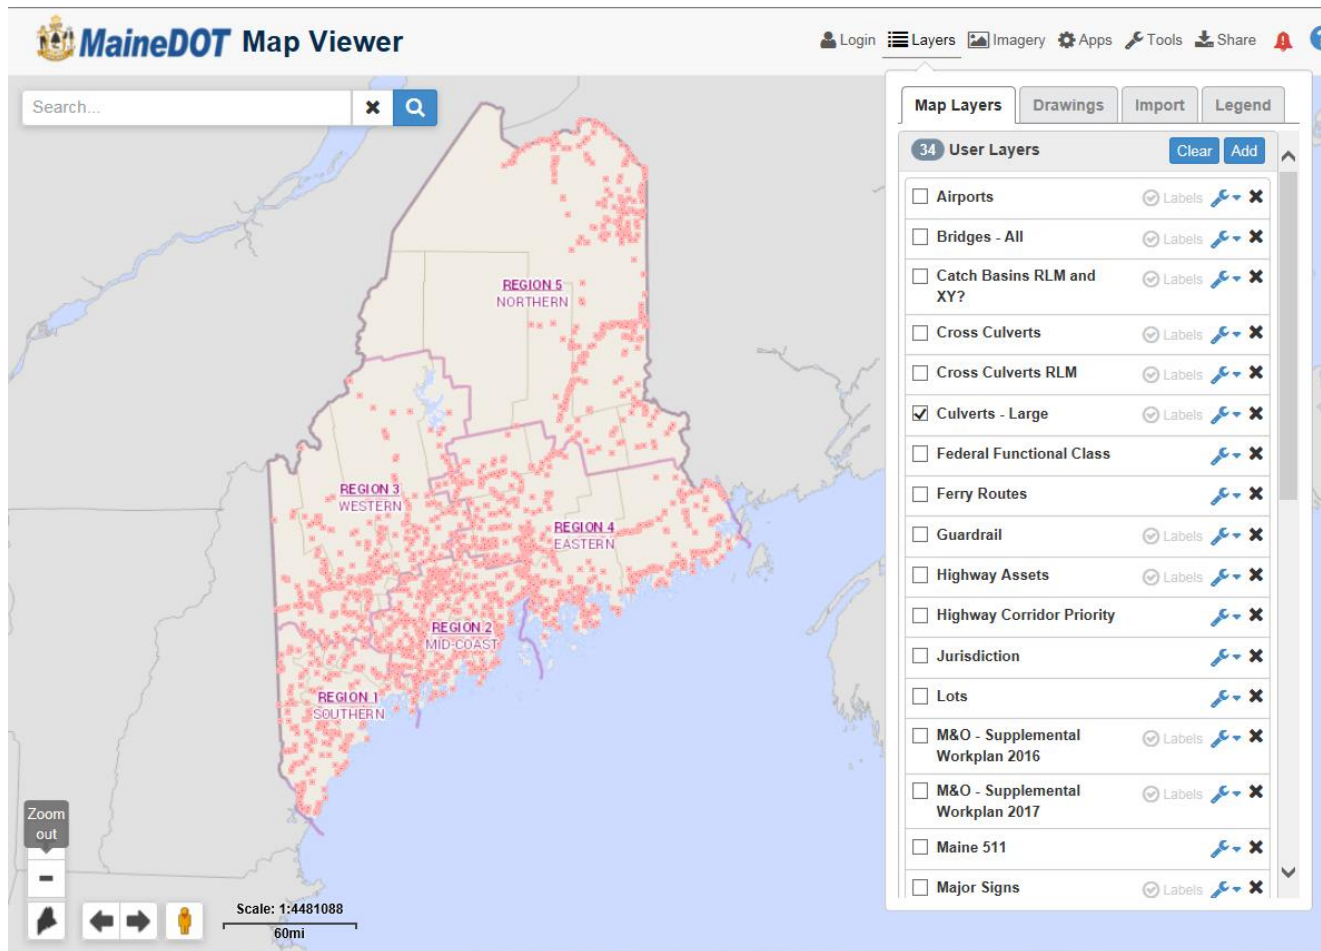 MaineDOT Map Viewer
Login Layers Imagery Apps Tools Share
Search...
Map Layers Drawings Import Legend
34 User Layers Clear Add
Airports Labels
Bridges - All Labels
Catch Basins RLM and
XY? Labels
Cross Culverts Labels
Cross Culverts RLM Labels
Culverts - Large Labels
Federal Functional Class
Ferry Routes
Guardrail Labels
Highway Assets Labels
Highway Corridor Priority
Jurisdiction
Lots
M&O - Supplemental
Workplan 2016 Labels
M&O - Supplemental
Workplan 2017 Labels
Maine 511
Major Signs Labels
REGION 5
NORTHERN
REGION 3
WESTERN
REGION 4
EASTERN
REGION 2
MID-COAST
REGION 1
SOUTHERN
Zoom
out
Scale: 1:4481088
60mi